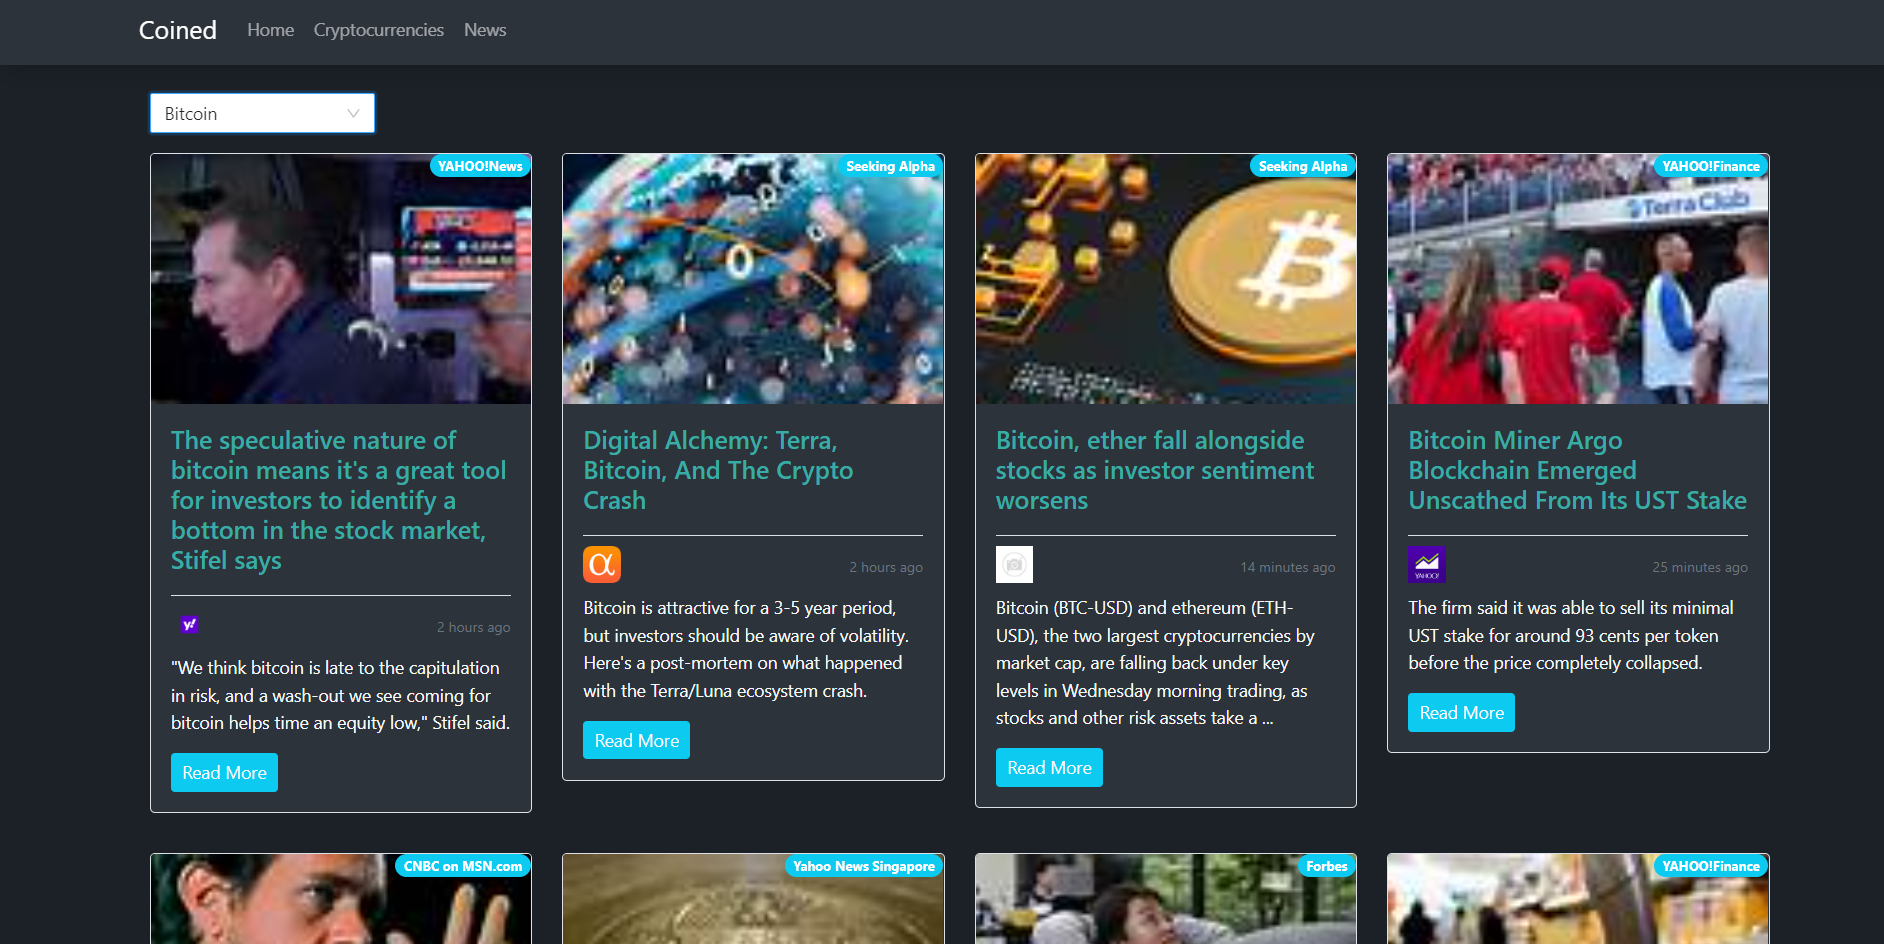 Coined Home Cryptocurrencies News
Bitcoin
YAHOO!News
The speculative nature of
bitcoin means it's a great tool
for investors to identify a
bottom in the stock market,
Stifel says
y!
2 hours ago
"We think bitcoin is late to the capitulation
in risk, and a wash-out we see coming for
bitcoin helps time an equity low," Stifel said.
Read More
Seeking Alpha
Digital Alchemy: Terra,
Bitcoin, And The Crypto
Crash
α
2 hours ago
Bitcoin is attractive for a 3-5 year period,
but investors should be aware of volatility.
Here's a post-mortem on what happened
with the Terra/Luna ecosystem crash.
Read More
Seeking Alpha
Bitcoin, ether fall alongside
stocks as investor sentiment
worsens
14 minutes ago
Bitcoin (BTC-USD) and ethereum (ETH-
USD), the two largest cryptocurrencies by
market cap, are falling back under key
levels in Wednesday morning trading, as
stocks and other risk assets take a ...
Read More
YAHOO!Finance
Terra Club
Bitcoin Miner Argo
Blockchain Emerged
Unscathed From Its UST Stake
YAHOO!
25 minutes ago
The firm said it was able to sell its minimal
UST stake for around 93 cents per token
before the price completely collapsed.
Read More
CNBC on MSN.com
Yahoo News Singapore
Forbes
YAHOO!Finance